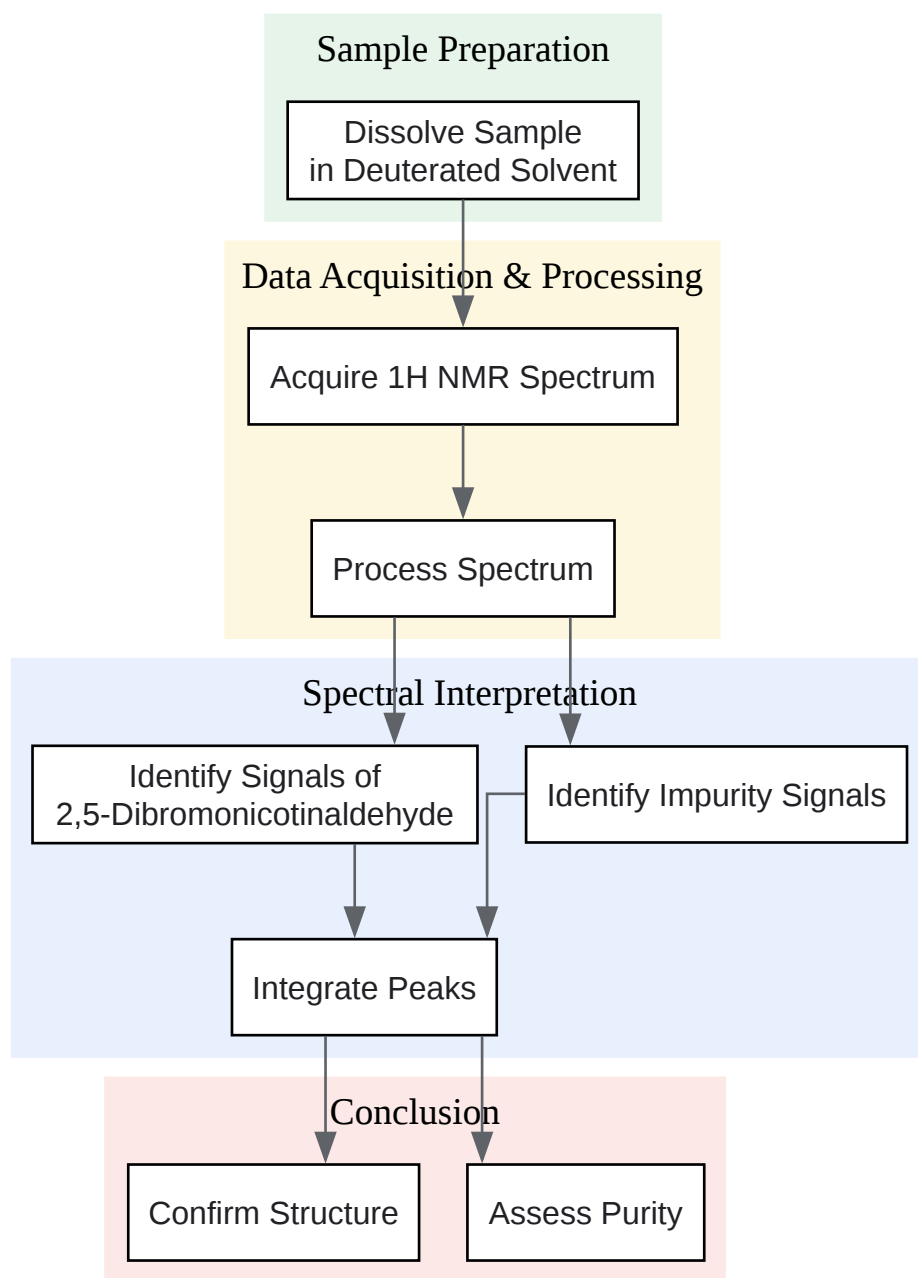 Sample Preparation
Dissolve Sample
in Deuterated Solvent
Data Acquisition & Processing
Acquire 1H NMR Spectrum
Process Spectrum
Spectral Interpretation
Identify Signals of
2,5-Dibromonicotinaldehyde
Identify Impurity Signals
Integrate Peaks
Conclusion
Confirm Structure
Assess Purity